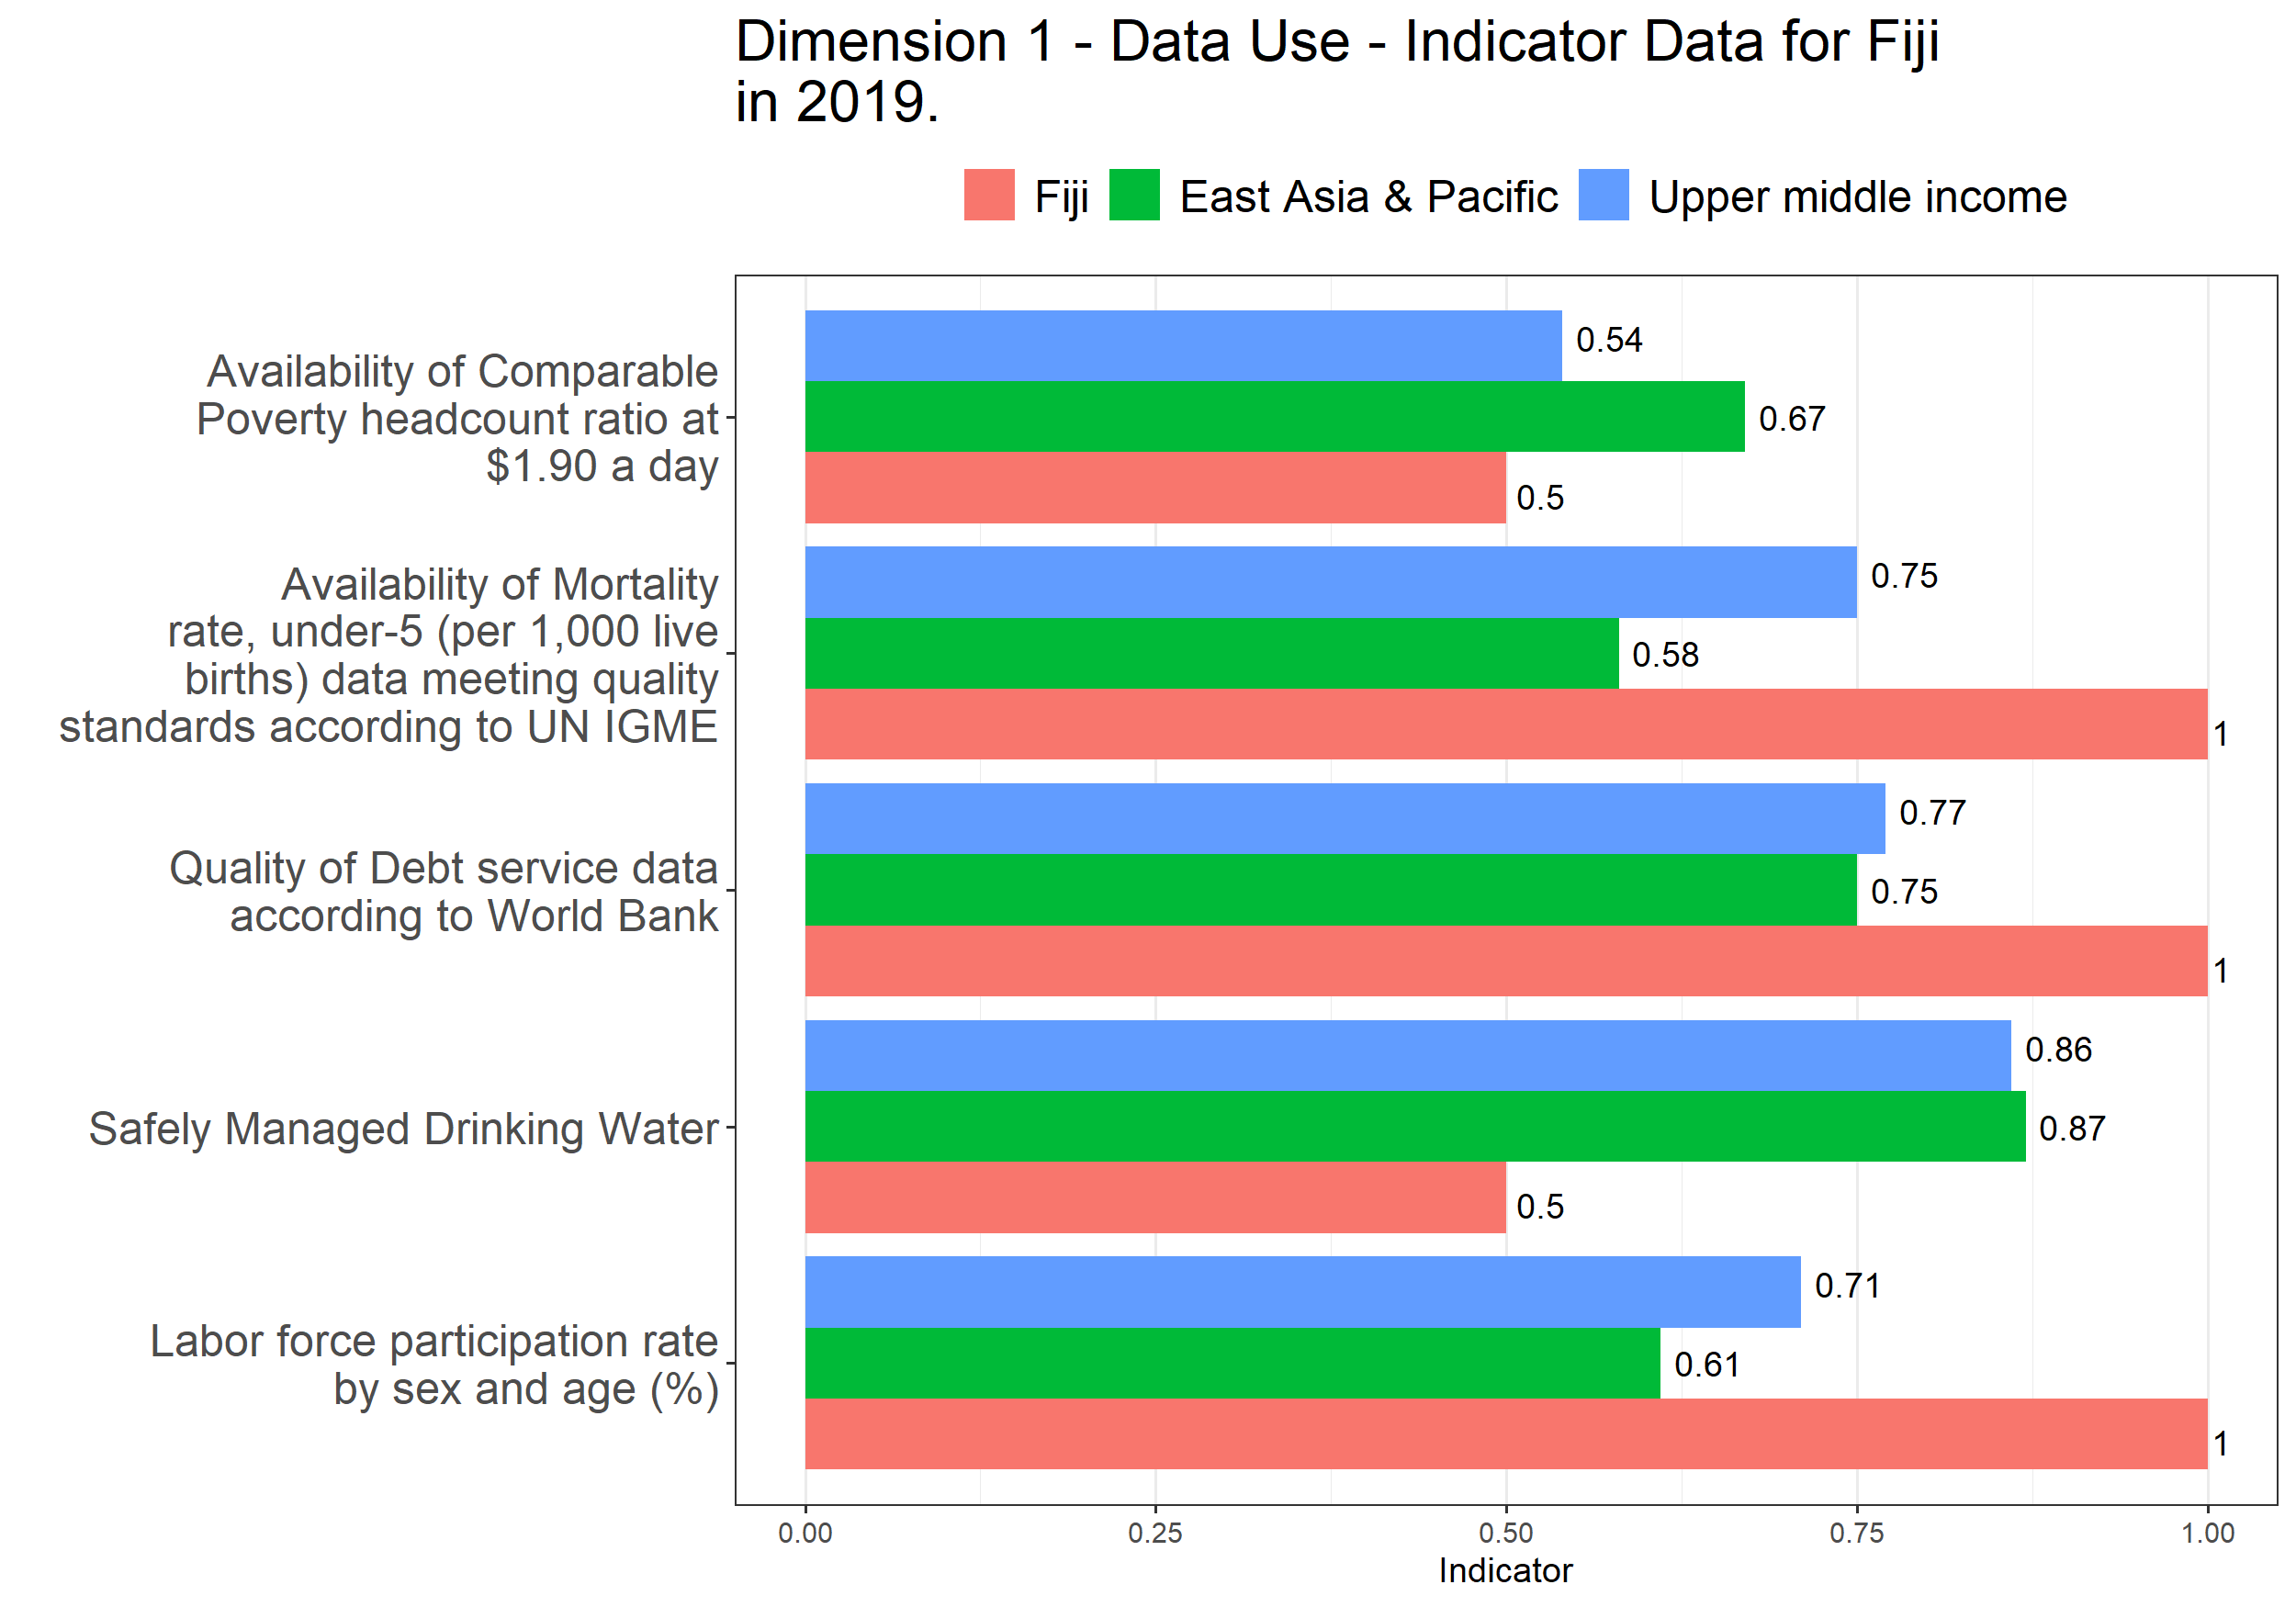 Dimension 1 - Data Use - Indicator Data for Fiji
in 2019.
Fiji
East Asia & Pacific
Upper middle income
Availability of Comparable
Poverty headcount ratio at
$1.90 a day
0.54
0.67
0.5
Availability of Mortality
rate, under-5 (per 1,000 live
births) data meeting quality
standards according to UN IGME
0.75
0.58
1
Quality of Debt service data
according to World Bank
0.77
0.75
1
Safely Managed Drinking Water
0.86
0.87
0.5
Labor force participation rate
by sex and age (%)
0.71
0.61
1
0.00
0.25
0.50
0.75
1.00
Indicator